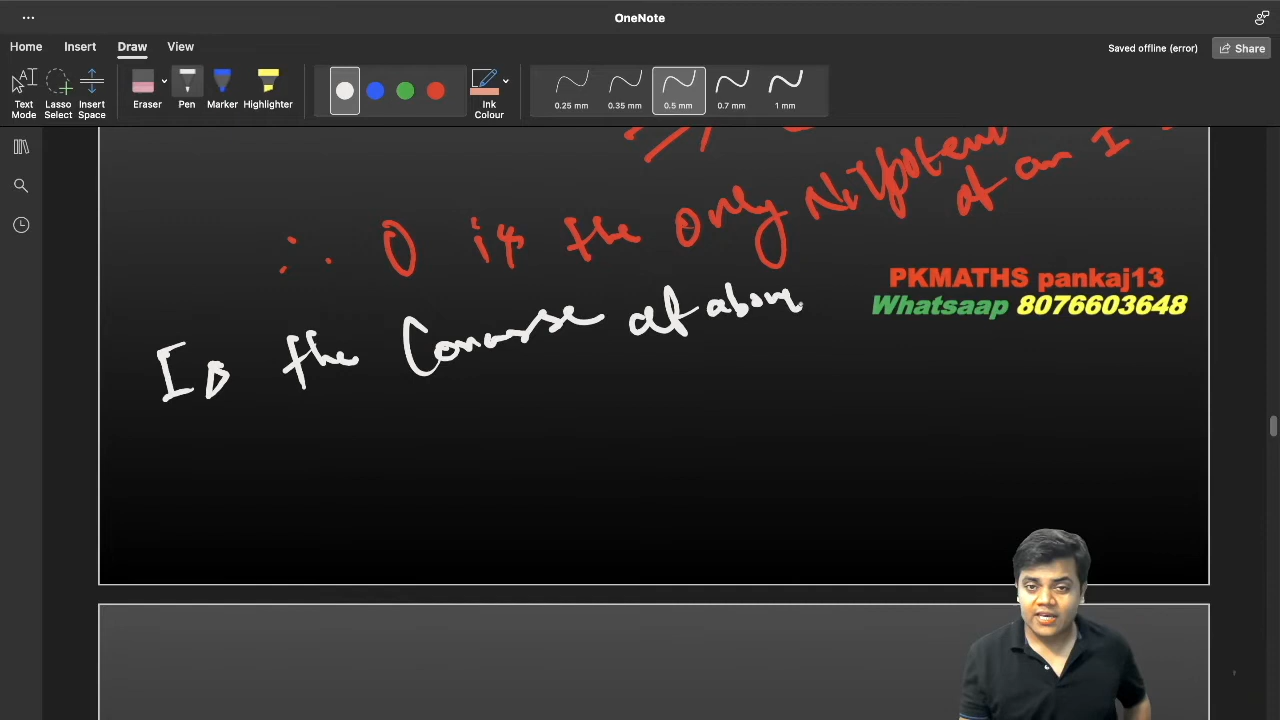 OneNote
Home Insert Draw View
Saved offline (error) Share
Text Mode Lasso Select Insert Space Eraser Pen Marker Highlighter Ink Colour 0.25 mm 0.35 mm 0.5 mm 0.7 mm 1 mm
∴ 0 is the only Nilpotent
of an I
PKMATHS pankaj13
Whatsaap 8076603648
Is the Converse of above